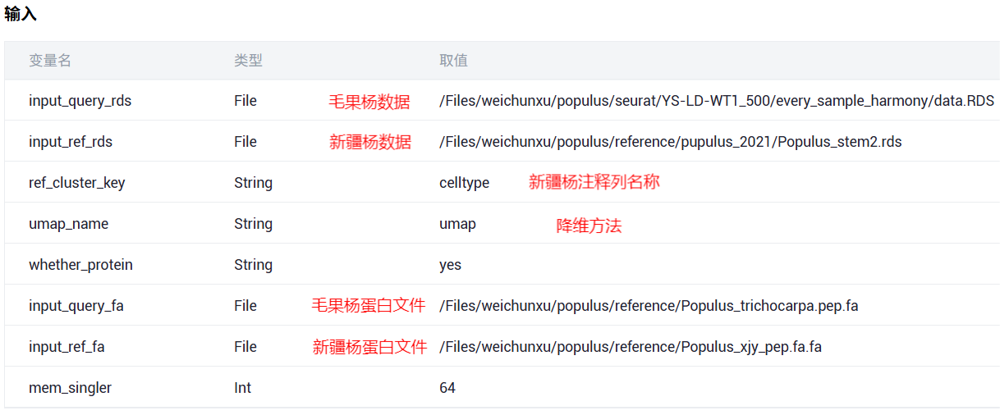 输入
变量名 类型 取值
input_query_rds File 毛果杨数据 /Files/weichunxu/populus/seurat/YS-LD-WT1_500/every_sample_harmony/data.RDS
input_ref_rds File 新疆杨数据 /Files/weichunxu/populus/reference/pupulus_2021/Populus_stem2.rds
ref_cluster_key String celltype 新疆杨注释列名称
umap_name String umap 降维方法
whether_protein String yes
input_query_fa File 毛果杨蛋白文件 /Files/weichunxu/populus/reference/Populus_trichocarpa.pep.fa
input_ref_fa File 新疆杨蛋白文件 /Files/weichunxu/populus/reference/Populus_xjy_pep.fa.fa
mem_singler Int 64